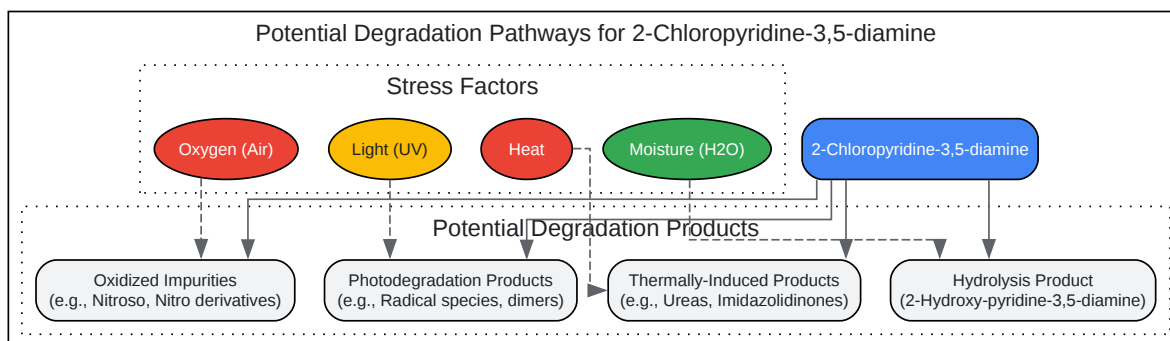 Potential Degradation Pathways for 2-Chloropyridine-3,5-diamine
Stress Factors
Oxygen (Air)
Light (UV)
Heat
Moisture (H2O)
2-Chloropyridine-3,5-diamine
Potential Degradation Products
Oxidized Impurities
(e.g., Nitroso, Nitro derivatives)
Photodegradation Products
(e.g., Radical species, dimers)
Thermally-Induced Products
(e.g., Ureas, Imidazolidinones)
Hydrolysis Product
(2-Hydroxy-pyridine-3,5-diamine)